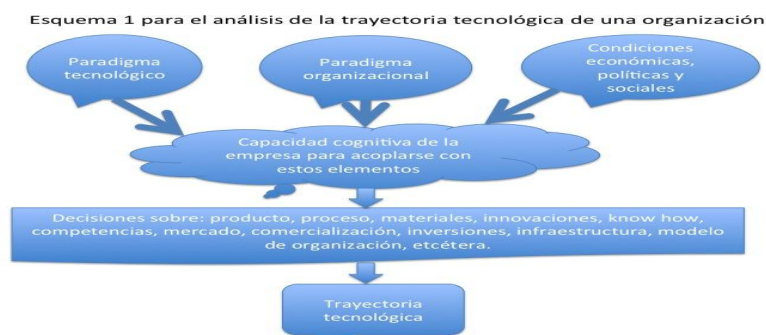 Esquema 1 para el análisis de la trayectoria tecnológica de una organización
Paradigma
tecnológico
Paradigma
organizacional
Condiciones
económicas,
políticas y
sociales
Capacidad cognitiva de la
empresa para acoplarse con
estos elementos
Decisiones sobre: producto, proceso, materiales, innovaciones, know how,
competencias, mercado, comercialización, inversiones, infraestructura, modelo
de organización, etcétera.
Trayectoria
tecnológica